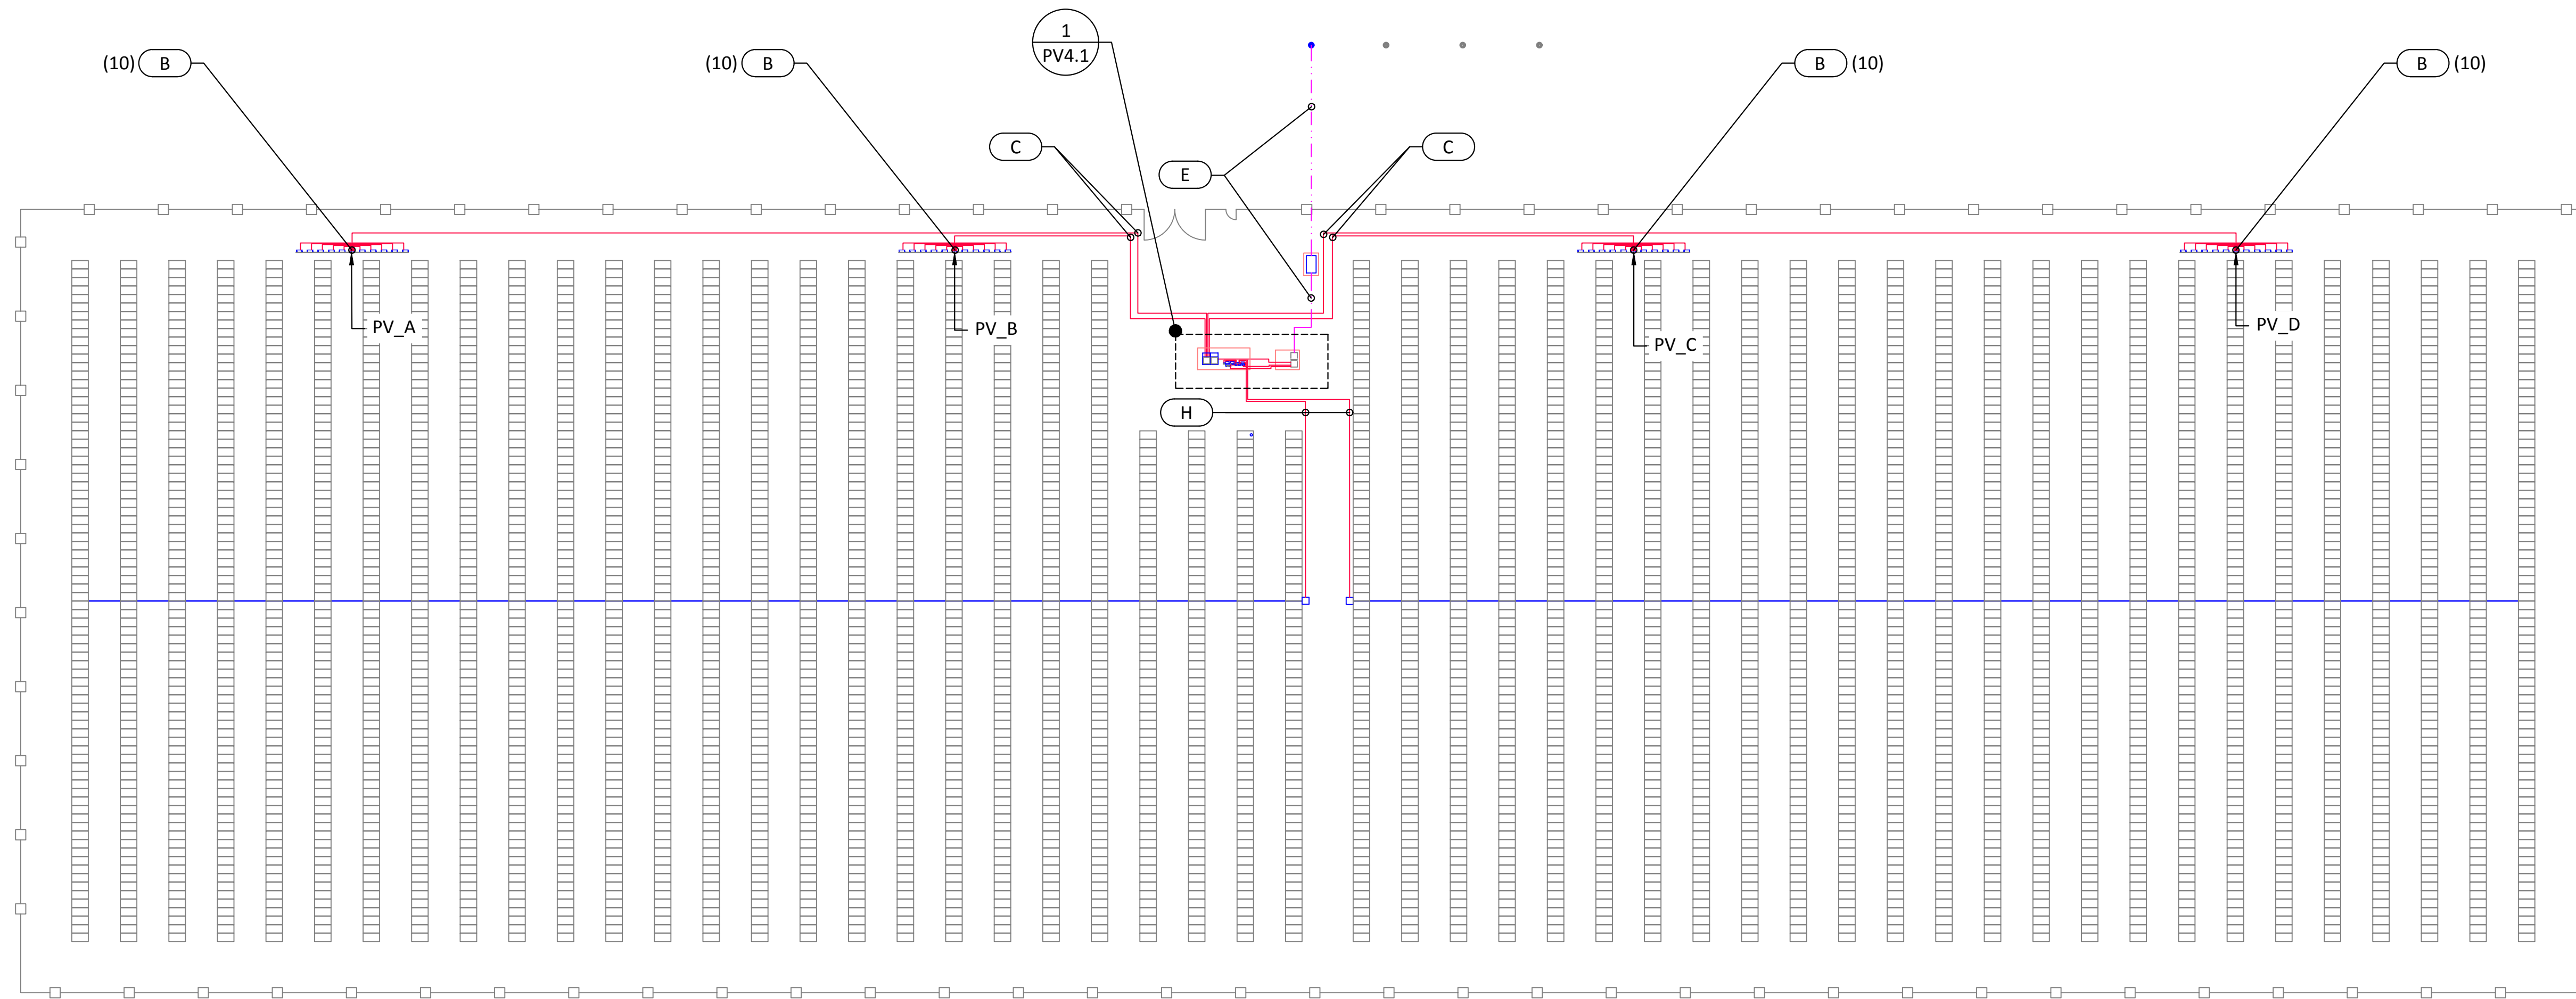 1
PV4.1
(10) B
(10) B
B (10)
B (10)
C
C
E
PV_A
PV_B
PV_C
PV_D
H